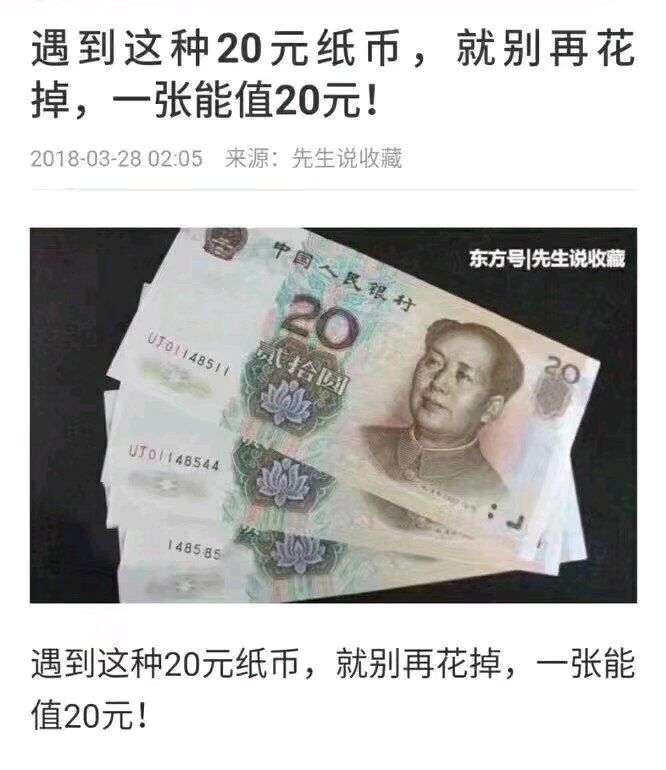 遇到这种20元纸币，就别再花
掉，一张能值20元！
2018-03-28 02:05 来源：先生说收藏
东方号|先生说收藏
中国人民银行
20
贰拾圆
20
UJ01148511
UJ01148544
148585
遇到这种20元纸币，就别再花掉，一张能
值20元！